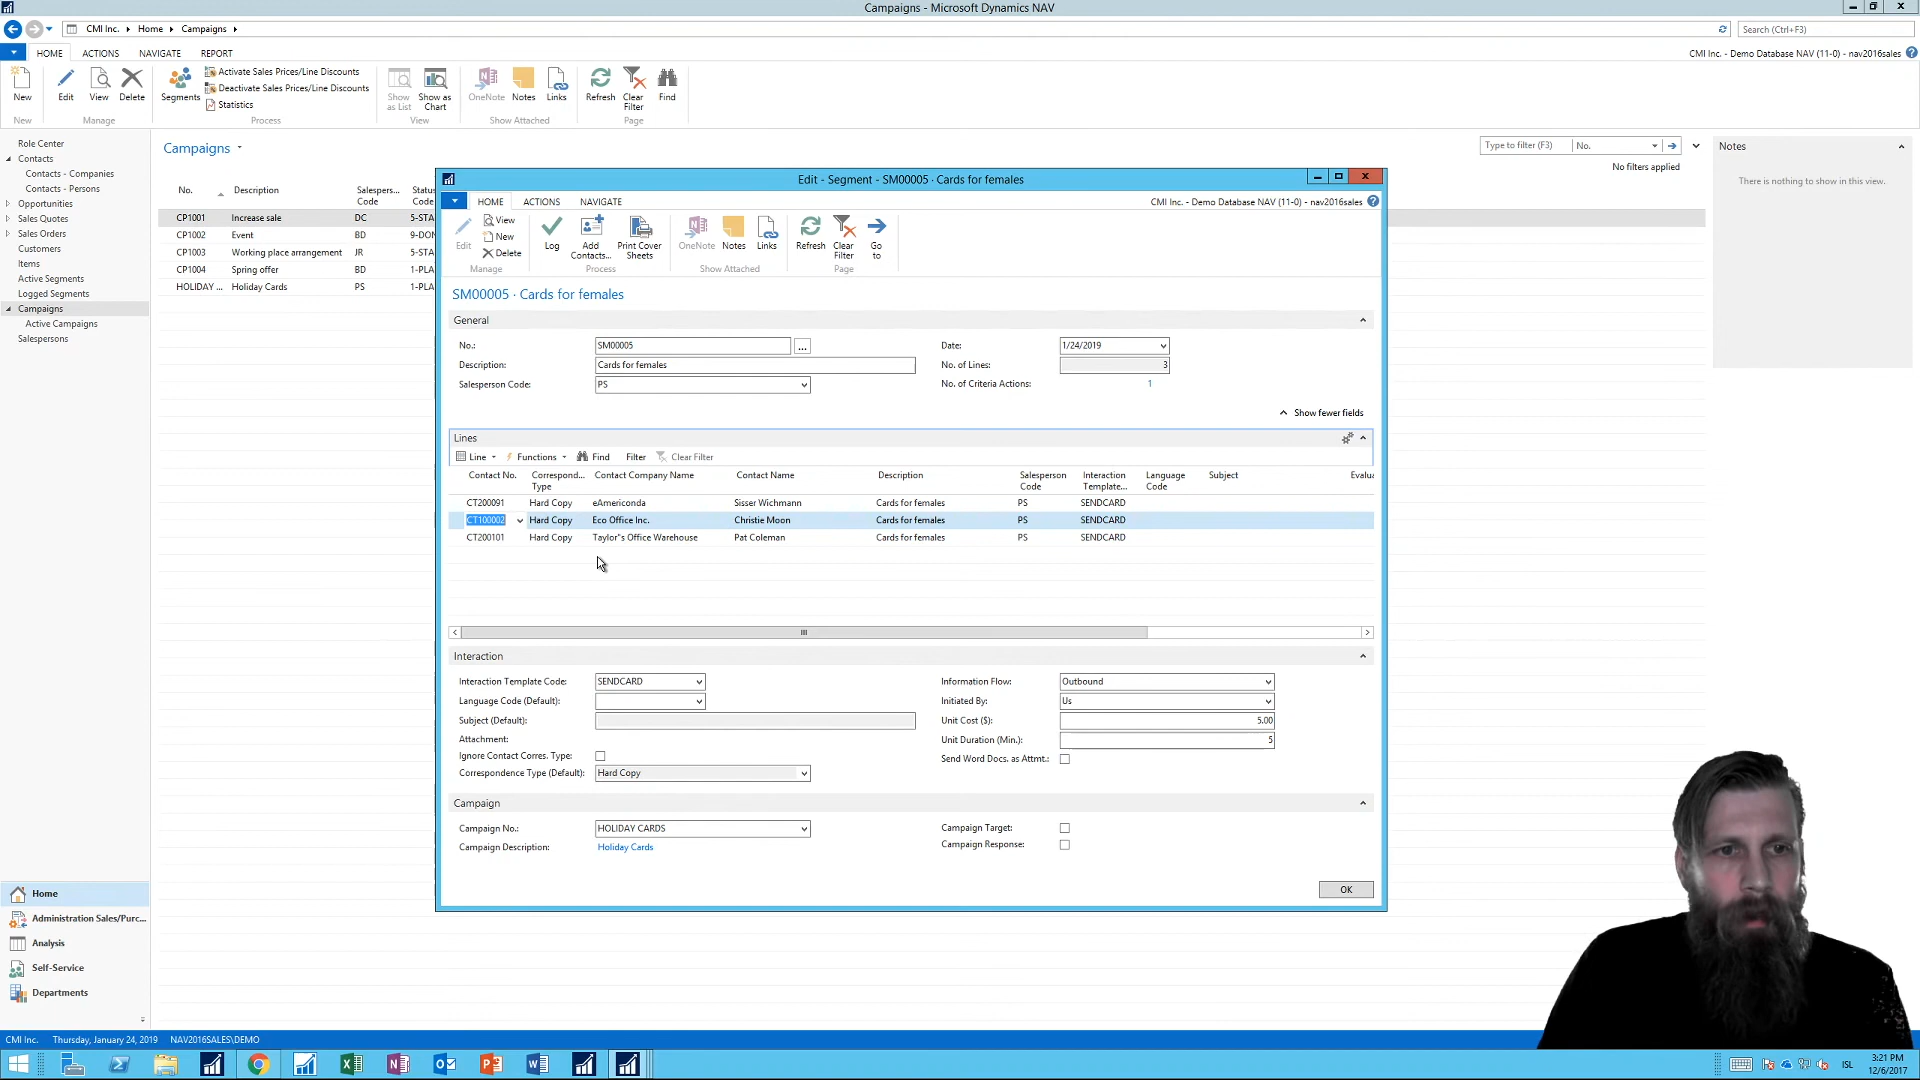 Campaigns - Microsoft Dynamics NAV
CMI Inc. Home Campaigns
Search (Ctrl+F3)
HOME ACTIONS NAVIGATE REPORT
CMI Inc. - Demo Database NAV (11-0) - nav2016sales
New Edit View Delete Segments
Activate Sales Prices/Line Discounts
Deactivate Sales Prices/Line Discounts
Statistics
Show as List Show as Chart
OneNote Notes Links
Refresh Clear Filter Find
New Manage Process View Show Attached Page
Role Center
Contacts
Contacts - Companies
Contacts - Persons
Opportunities
Sales Quotes
Sales Orders
Customers
Items
Active Segments
Logged Segments
Campaigns
Active Campaigns
Salespersons
Campaigns
Type to filter (F3) No.
No filters applied
No. Description Salespers... Code Status
CP1001 Increase sale DC 5-STA
CP1002 Event BD 9-DON
CP1003 Working place arrangement JR 5-STA
CP1004 Spring offer BD 1-PLA
HOLIDAY ... Holiday Cards PS 1-PLA
Notes
There is nothing to show in this view.
Edit - Segment - SM00005 · Cards for females
HOME ACTIONS NAVIGATE
CMI Inc. - Demo Database NAV (11-0) - nav2016sales
Edit View New Delete
Log Add Contacts... Print Cover Sheets
OneNote Notes Links
Refresh Clear Filter Go to
Manage Process Show Attached Page
SM00005 · Cards for females
General
No.: SM00005 ... Date: 1/24/2019
Description: Cards for females No. of Lines: 3
Salesperson Code: PS No. of Criteria Actions: 1
Show fewer fields
Lines
Line Functions Find Filter Clear Filter
Contact No. Correspond... Type Contact Company Name Contact Name Description Salesperson Code Interaction Template... Language Code Subject Evalua
CT200091 Hard Copy eAmericonda Sisser Wichmann Cards for females PS SENDCARD
CT100002 Hard Copy Eco Office Inc. Christie Moon Cards for females PS SENDCARD
CT200101 Hard Copy Taylor"s Office Warehouse Pat Coleman Cards for females PS SENDCARD
Interaction
Interaction Template Code: SENDCARD Information Flow: Outbound
Language Code (Default): Initiated By: Us
Subject (Default): Unit Cost ($): 5.00
Attachment: Unit Duration (Min.): 5
Ignore Contact Corres. Type: Send Word Docs. as Attmt.:
Correspondence Type (Default): Hard Copy
Campaign
Campaign No.: HOLIDAY CARDS Campaign Target:
Campaign Description: Holiday Cards Campaign Response:
OK
Home
Administration Sales/Purc...
Analysis
Self-Service
Departments
CMI Inc. Thursday, January 24, 2019 NAV2016SALES\DEMO
ISL
3:21 PM
12/6/2017